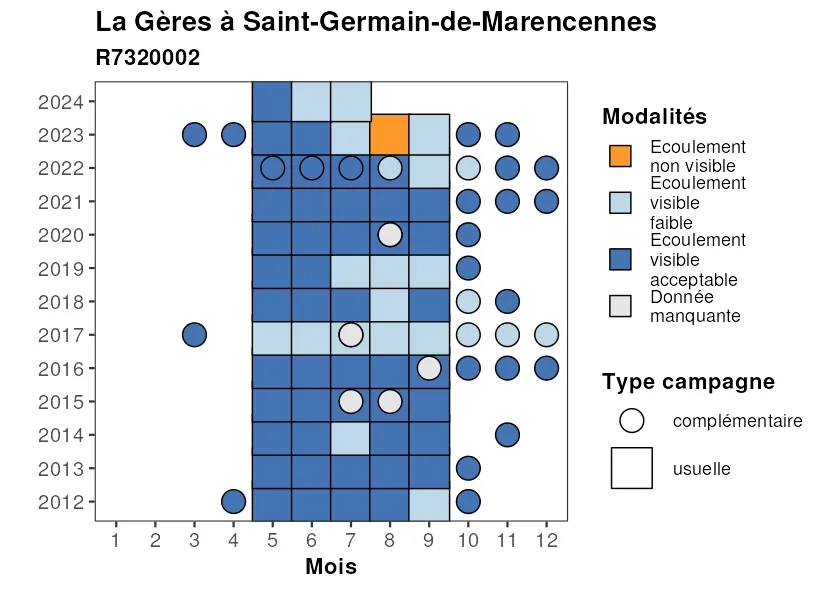 La Gères à Saint-Germain-de-Marencennes
R7320002
2024
2023
2022
2021
2020
2019
2018
2017
2016
2015
2014
2013
2012
1 2 3 4 5 6 7 8 9 10 11 12
Mois
Modalités
Ecoulement
non visible
Ecoulement
visible
faible
Ecoulement
visible
acceptable
Donnée
manquante
Type campagne
complémentaire
usuelle